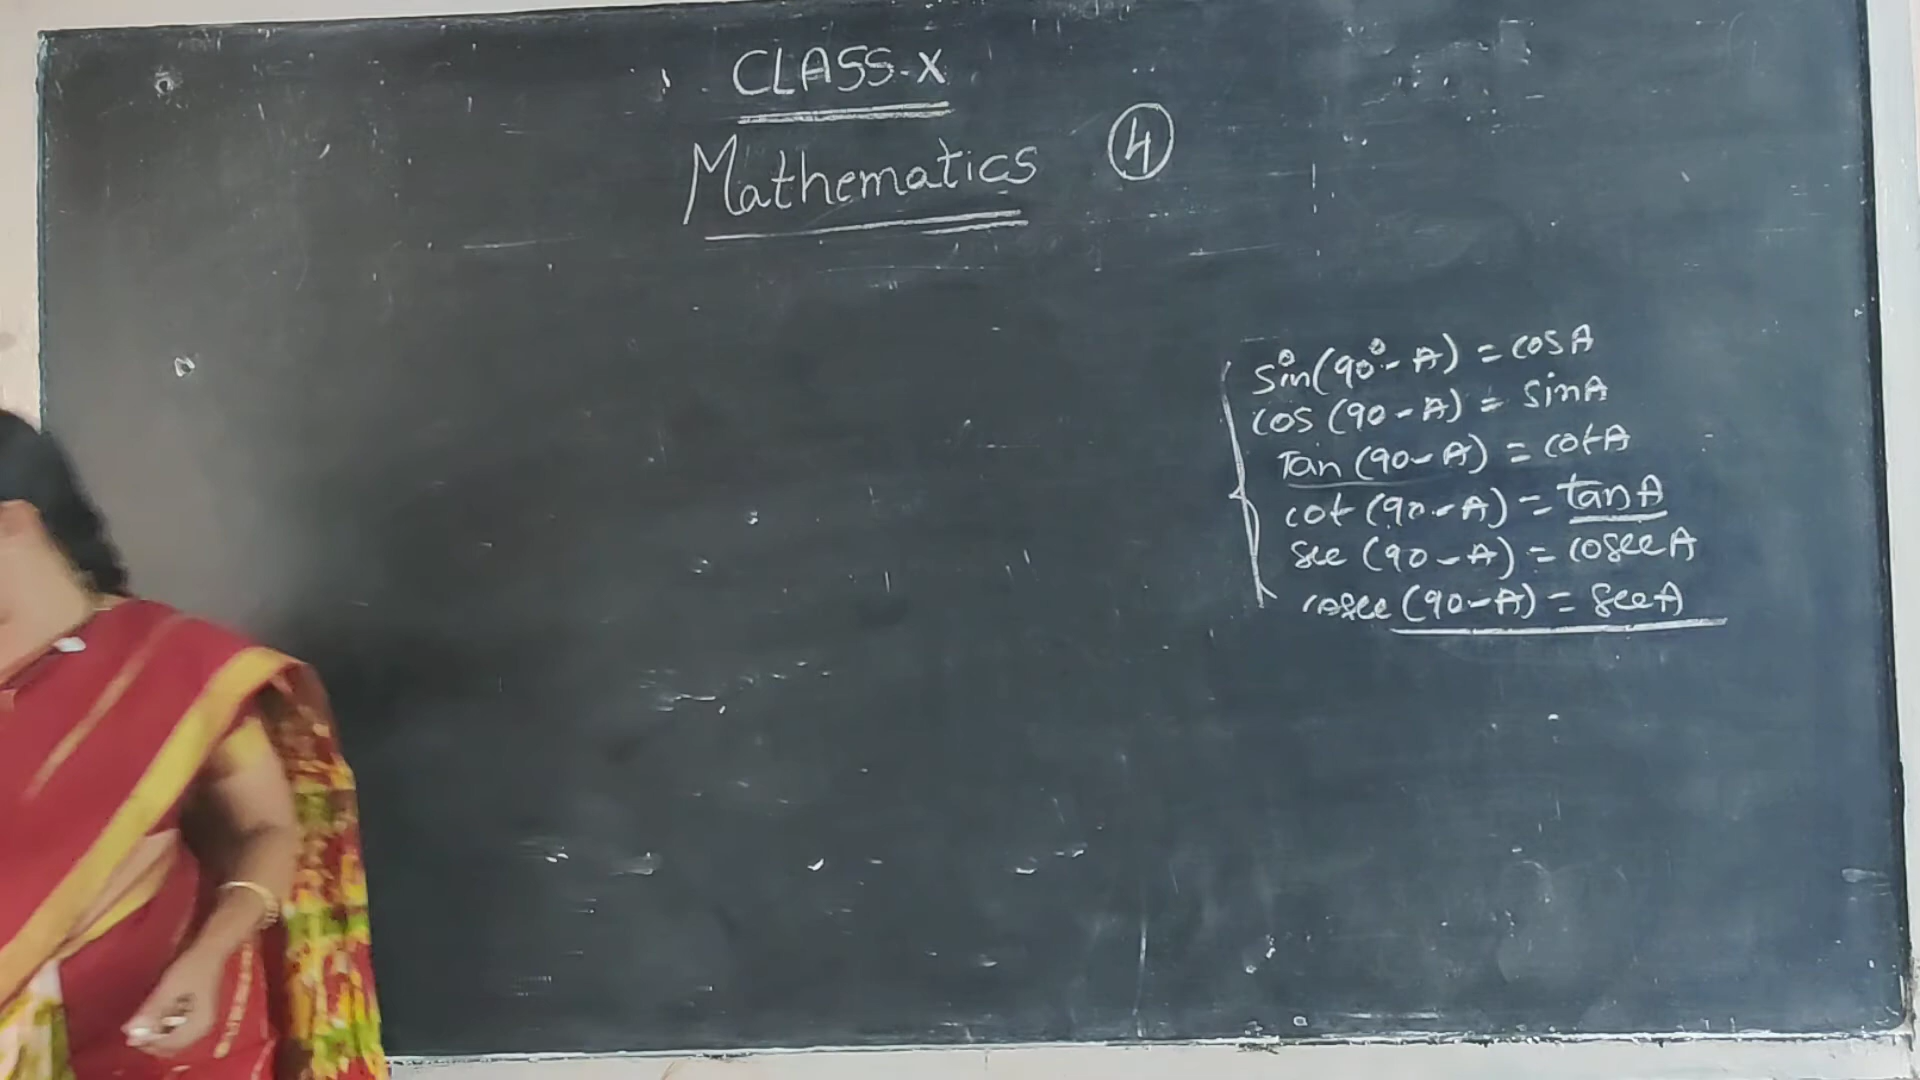 CLASS-X
Mathematics 4
sin(90°-A) = cosA
cos (90-A) = sinA
Tan (90-A) = cotA
cot (90-A) = tanA
sec (90-A) = cosecA
cosec (90-A) = secA